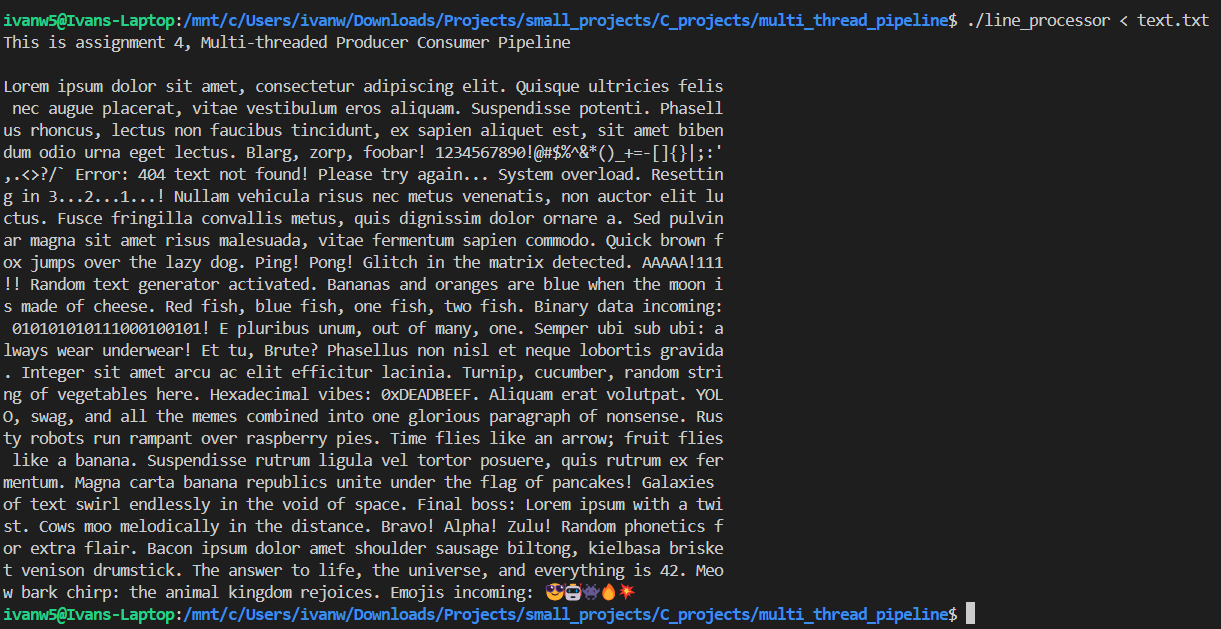 ivanw5@Ivans-Laptop:/mnt/c/Users/ivanw/Downloads/Projects/small_projects/C_projects/multi_thread_pipeline$ ./line_processor < text.txt
This is assignment 4, Multi-threaded Producer Consumer Pipeline

Lorem ipsum dolor sit amet, consectetur adipiscing elit. Quisque ultricies felis
 nec augue placerat, vitae vestibulum eros aliquam. Suspendisse potenti. Phasell
us rhoncus, lectus non faucibus tincidunt, ex sapien aliquet est, sit amet biben
dum odio urna eget lectus. Blarg, zorp, foobar! 1234567890!@#$%^&*()_+=-[]{}|;:'
,.<>?/` Error: 404 text not found! Please try again... System overload. Resettin
g in 3...2...1...! Nullam vehicula risus nec metus venenatis, non auctor elit lu
ctus. Fusce fringilla convallis metus, quis dignissim dolor ornare a. Sed pulvin
ar magna sit amet risus malesuada, vitae fermentum sapien commodo. Quick brown f
ox jumps over the lazy dog. Ping! Pong! Glitch in the matrix detected. AAAAA!111
!! Random text generator activated. Bananas and oranges are blue when the moon i
s made of cheese. Red fish, blue fish, one fish, two fish. Binary data incoming:
 010101010111000100101! E pluribus unum, out of many, one. Semper ubi sub ubi: a
lways wear underwear! Et tu, Brute? Phasellus non nisl et neque lobortis gravida
. Integer sit amet arcu ac elit efficitur lacinia. Turnip, cucumber, random stri
ng of vegetables here. Hexadecimal vibes: 0xDEADBEEF. Aliquam erat volutpat. YOL
O, swag, and all the memes combined into one glorious paragraph of nonsense. Rus
ty robots run rampant over raspberry pies. Time flies like an arrow; fruit flies
 like a banana. Suspendisse rutrum ligula vel tortor posuere, quis rutrum ex fer
mentum. Magna carta banana republics unite under the flag of pancakes! Galaxies
of text swirl endlessly in the void of space. Final boss: Lorem ipsum with a twi
st. Cows moo melodically in the distance. Bravo! Alpha! Zulu! Random phonetics f
or extra flair. Bacon ipsum dolor amet shoulder sausage biltong, kielbasa briske
t venison drumstick. The answer to life, the universe, and everything is 42. Meo
w bark chirp: the animal kingdom rejoices. Emojis incoming: 😎🤖👾🔥💥
ivanw5@Ivans-Laptop:/mnt/c/Users/ivanw/Downloads/Projects/small_projects/C_projects/multi_thread_pipeline$